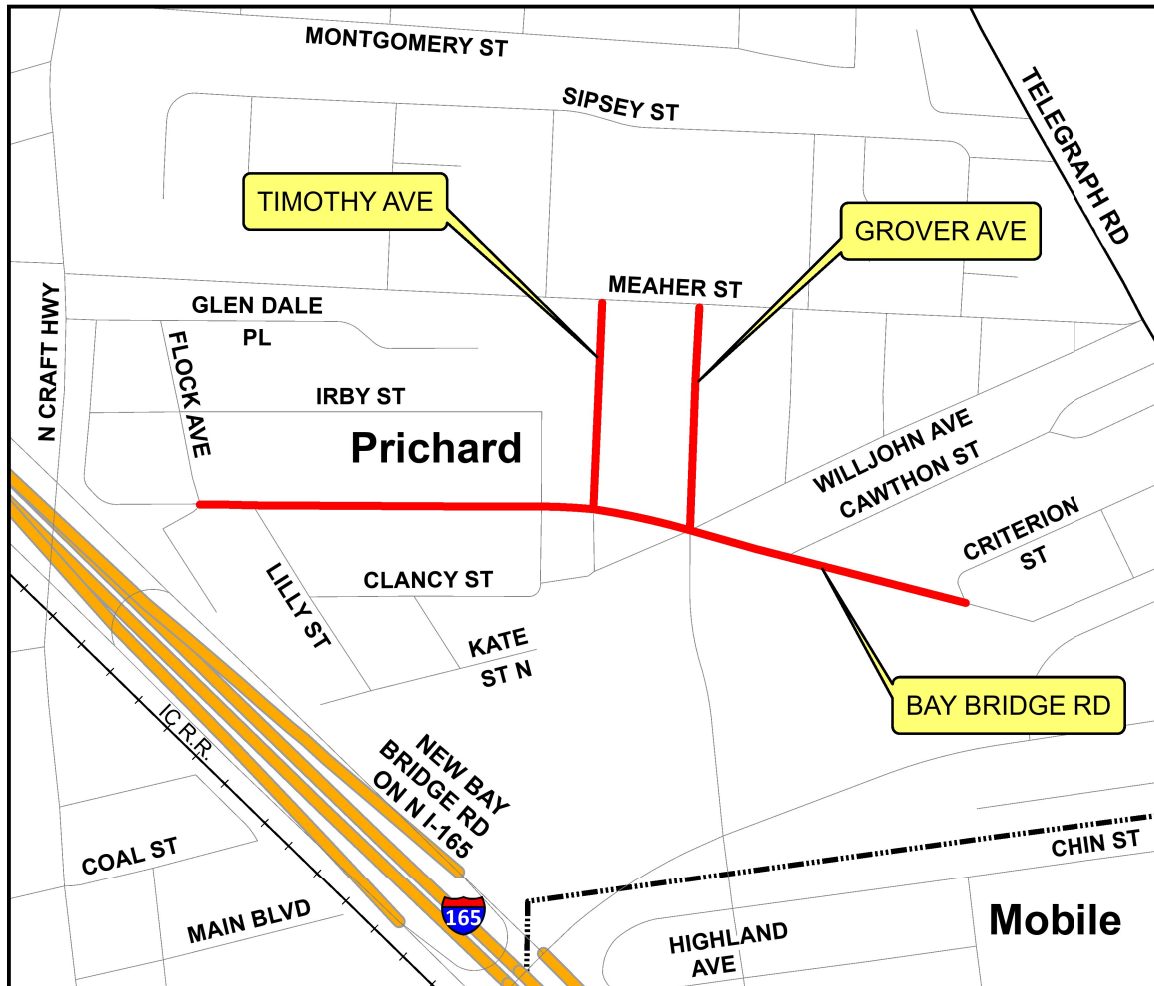 MONTGOMERY ST
SIPSEY ST
TELEGRAPH RD
TIMOTHY AVE
GROVER AVE
MEAHER ST
GLEN DALE
PL
N CRAFT HWY
FLOCK AVE
IRBY ST
Prichard
WILLJOHN AVE
CAWTHON ST
CRITERION
ST
LILLY ST
CLANCY ST
KATE
ST N
BAY BRIDGE RD
IC R.R.
NEW BAY
BRIDGE RD
ON N I-165
COAL ST
MAIN BLVD
165
CHIN ST
HIGHLAND
AVE
Mobile